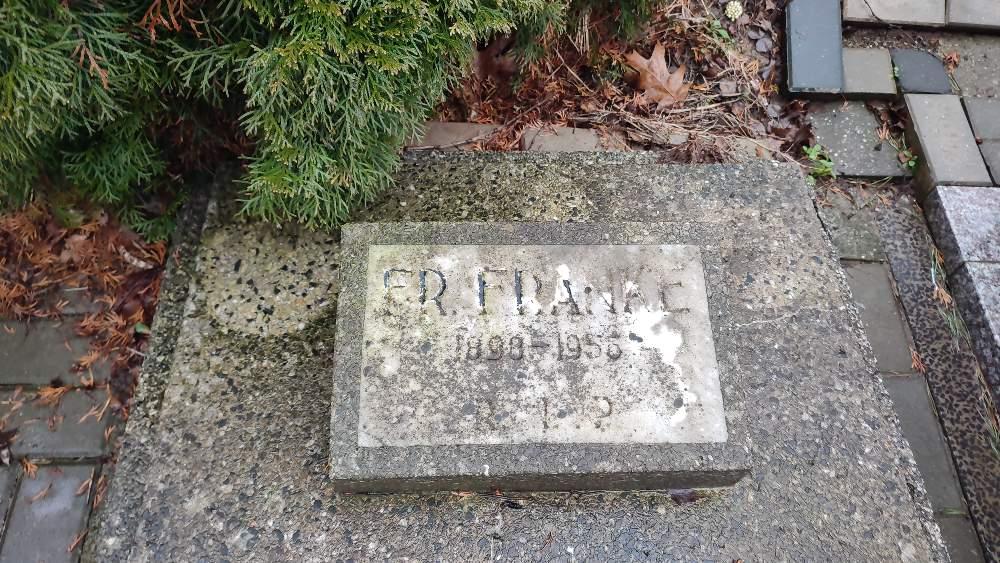 FR. FRANKE
1898-1956
R. I. P.